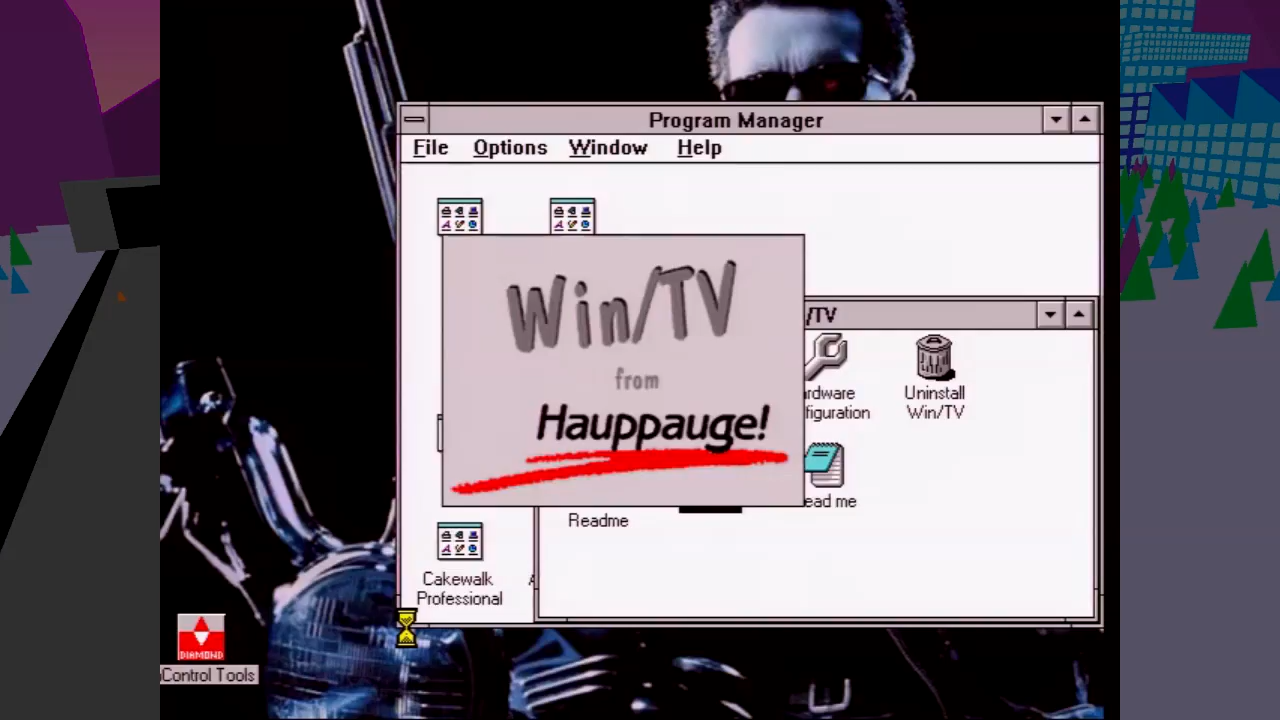 Program Manager
File Options Window Help
Win/TV
from
Hauppauge!
/TV
rdware
figuration
Uninstall
Win/TV
ead me
Readme
Cakewalk
Professional
DIAMOND
Control Tools